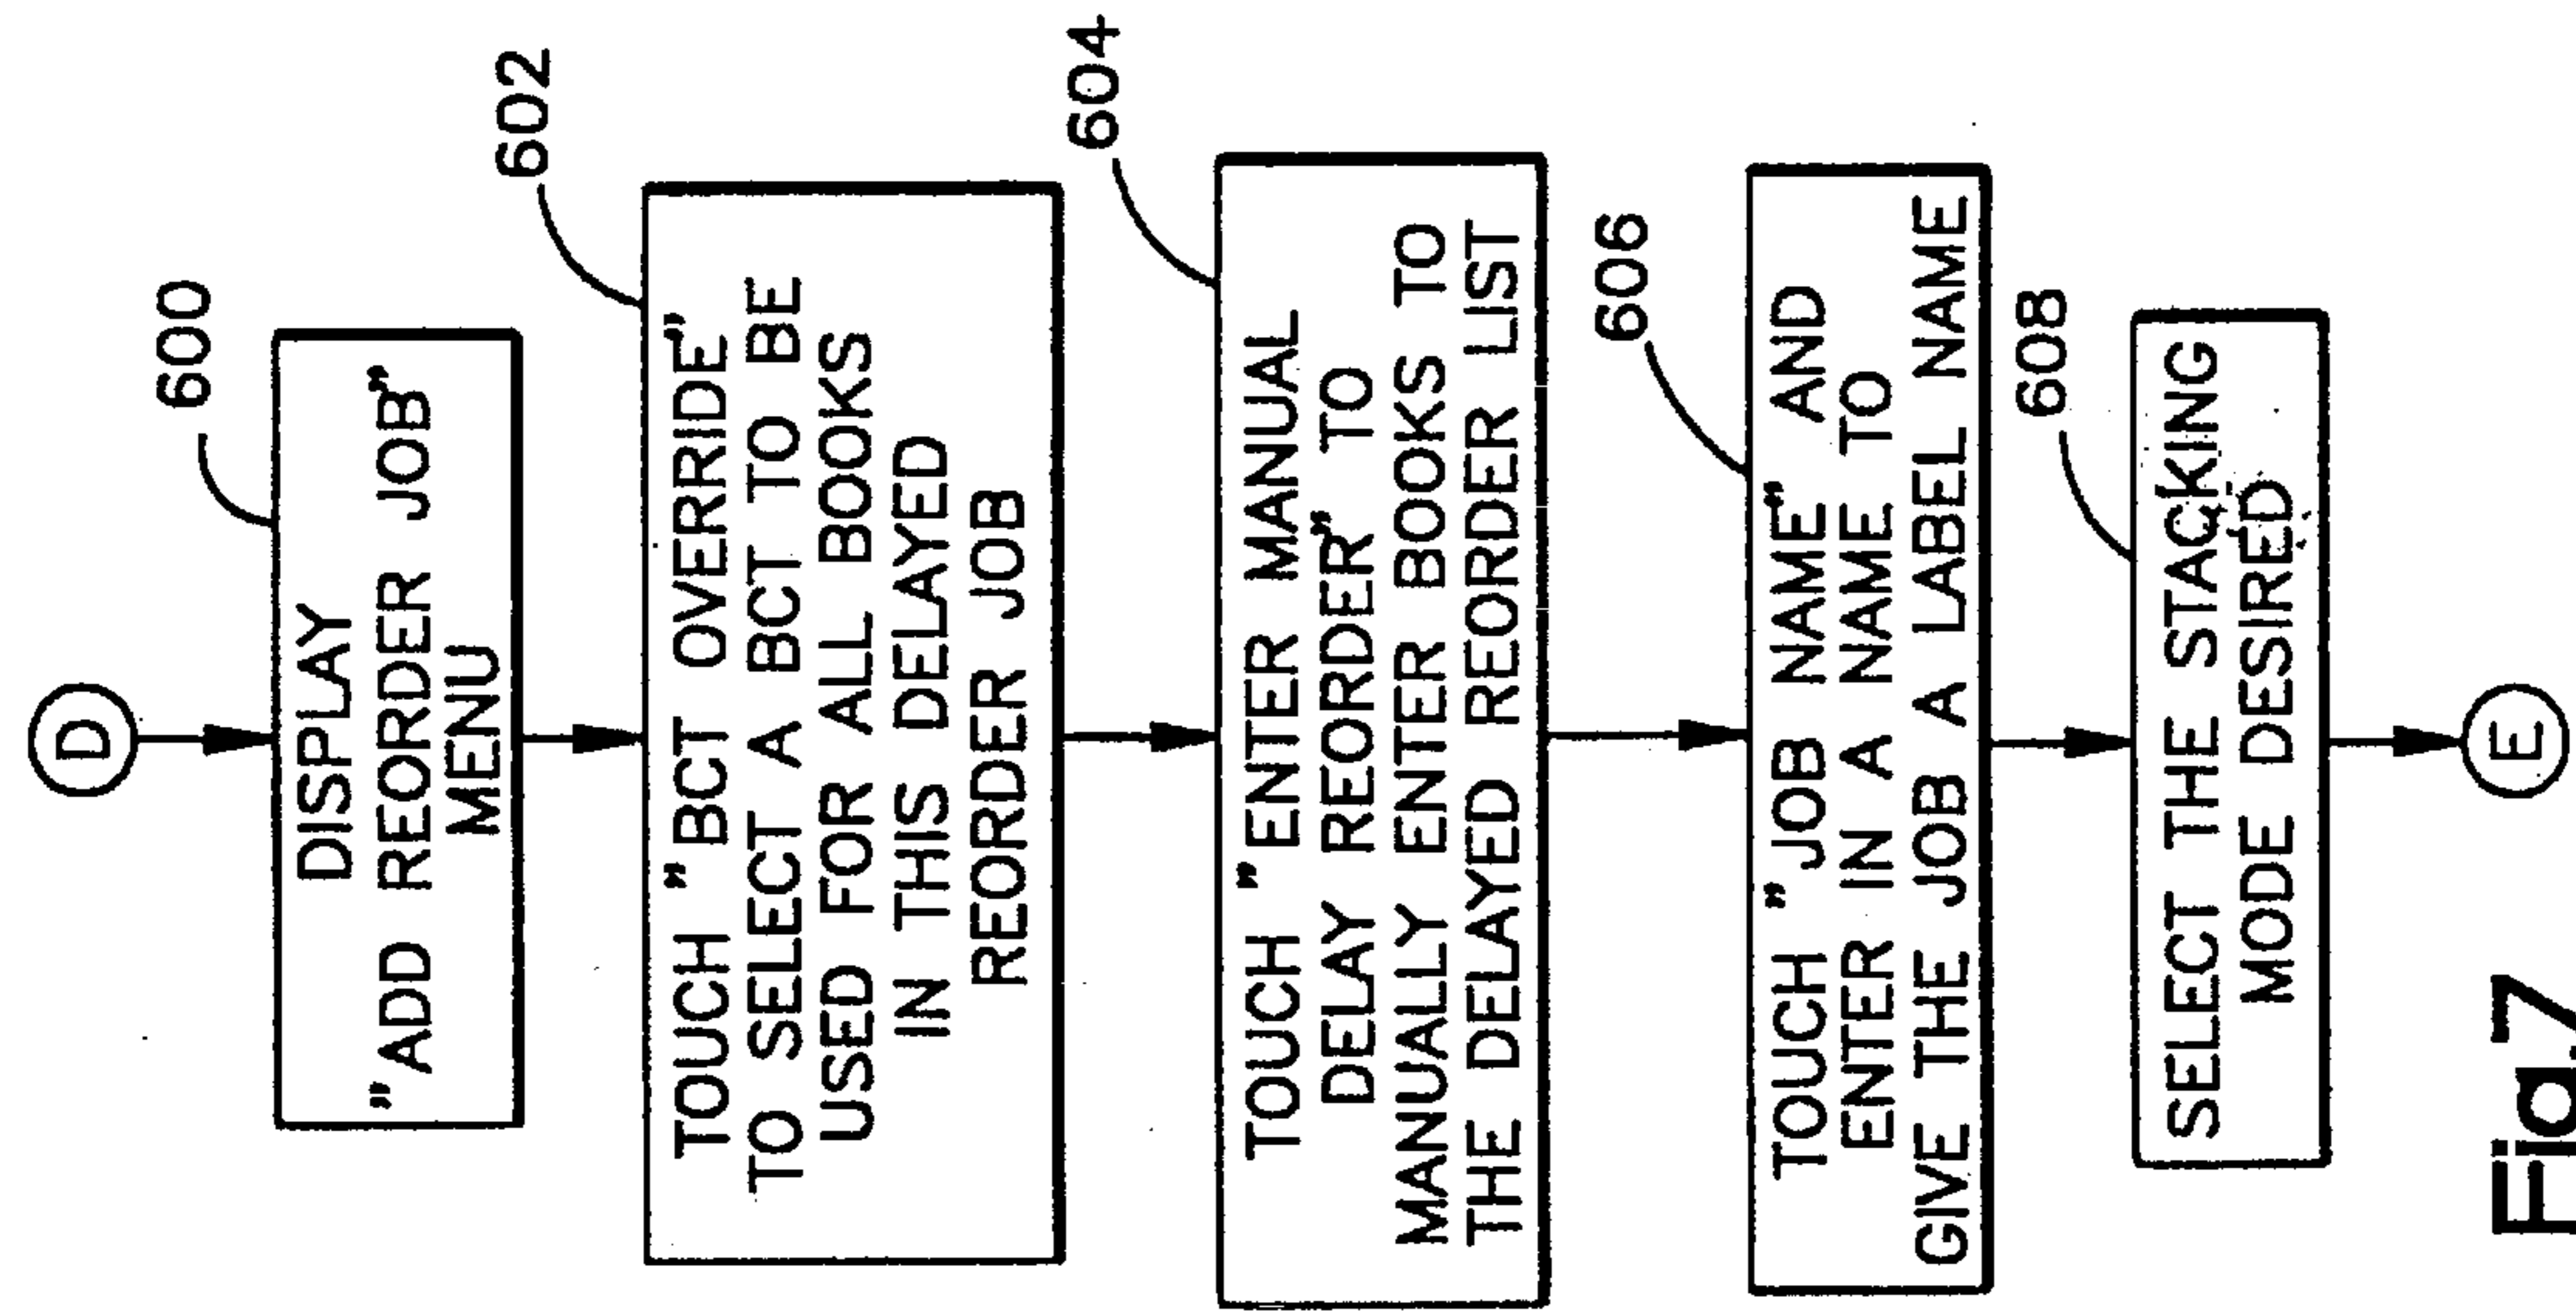 D
600
DISPLAY
"ADD REORDER JOB"
MENU
602
TOUCH "BCT OVERRIDE"
TO SELECT A BCT TO BE
USED FOR ALL BOOKS
IN THIS DELAYED
REORDER JOB
604
TOUCH "ENTER MANUAL
DELAY REORDER" TO
MANUALLY ENTER BOOKS TO
THE DELAYED REORDER LIST
606
TOUCH "JOB NAME" AND
ENTER IN A NAME TO
GIVE THE JOB A LABEL NAME
608
SELECT THE STACKING
MODE DESIRED
E
Fig.7